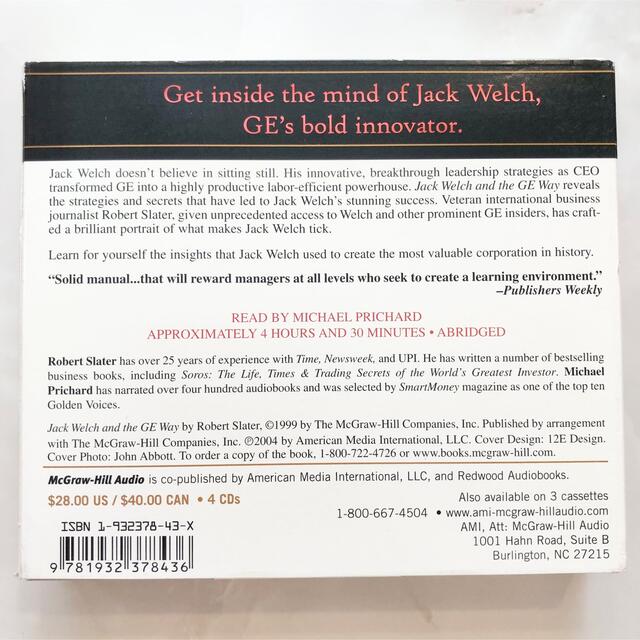 Get inside the mind of Jack Welch,
GE's bold innovator.
Jack Welch doesn't believe in sitting still. His innovative, breakthrough leadership strategies as CEO
transformed GE into a highly productive labor-efficient powerhouse. Jack Welch and the GE Way reveals
the strategies and secrets that have led to Jack Welch's stunning success. Veteran international business
journalist Robert Slater, given unprecedented access to Welch and other prominent GE insiders, has craft-
ed a brilliant portrait of what makes Jack Welch tick.
Learn for yourself the insights that Jack Welch used to create the most valuable corporation in history.
"Solid manual...that will reward managers at all levels who seek to create a learning environment."
–Publishers Weekly
READ BY MICHAEL PRICHARD
APPROXIMATELY 4 HOURS AND 30 MINUTES • ABRIDGED
Robert Slater has over 25 years of experience with Time, Newsweek, and UPI. He has written a number of bestselling
business books, including Soros: The Life, Times & Trading Secrets of the World's Greatest Investor. Michael
Prichard has narrated over four hundred audiobooks and was selected by SmartMoney magazine as one of the top ten
Golden Voices.
Jack Welch and the GE Way by Robert Slater, ©1999 by The McGraw-Hill Companies, Inc. Published by arrangement
with The McGraw-Hill Companies, Inc. ℗2004 by American Media International, LLC. Cover Design: 12E Design.
Cover Photo: John Abbott. To order a copy of the book, 1-800-722-4726 or www.books.mcgraw-hill.com.
McGraw-Hill Audio is co-published by American Media International, LLC, and Redwood Audiobooks.
$28.00 US / $40.00 CAN • 4 CDs
Also available on 3 cassettes
1-800-667-4504 • www.ami-mcgraw-hillaudio.com
AMI, Att: McGraw-Hill Audio
1001 Hahn Road, Suite B
Burlington, NC 27215
ISBN 1-932378-43-X
9 781932 378436